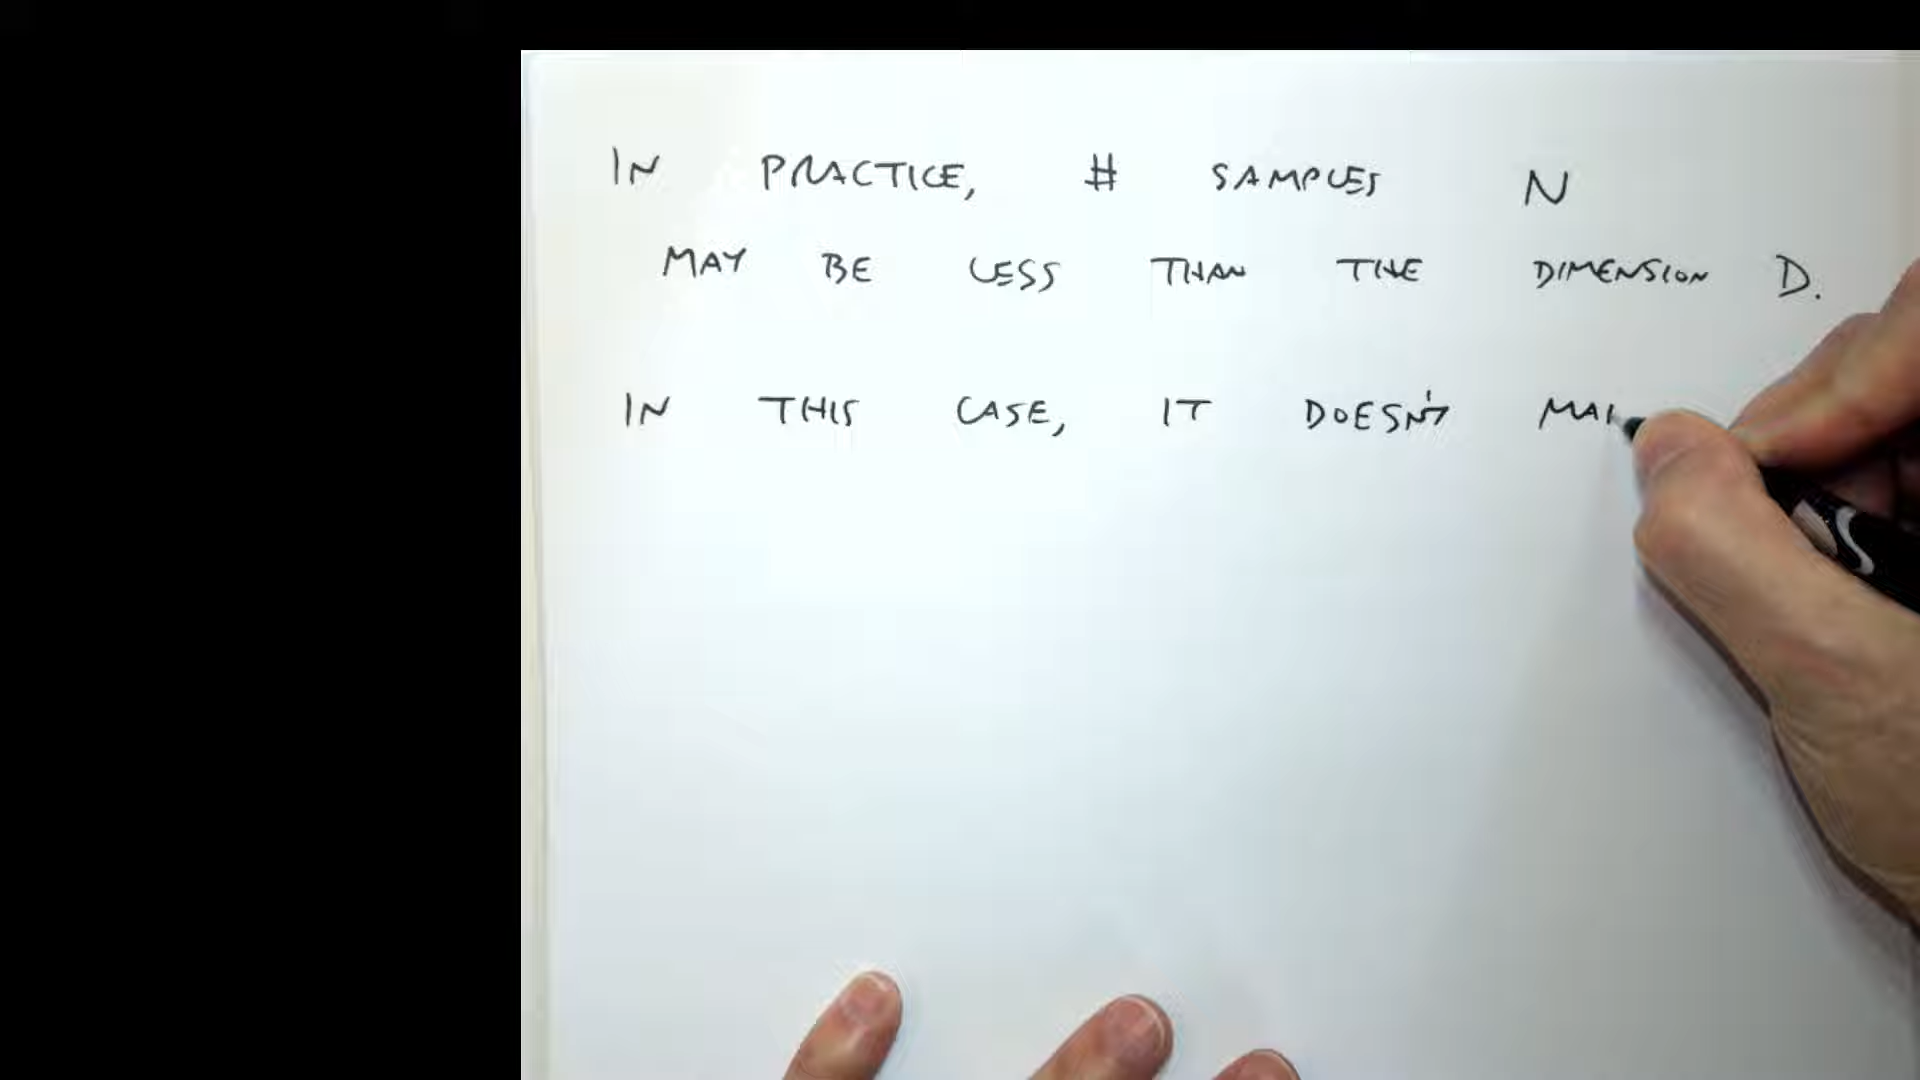 IN PRACTICE, # SAMPLES N
MAY BE LESS THAN THE DIMENSION D.
IN THIS CASE, IT DOESN'T